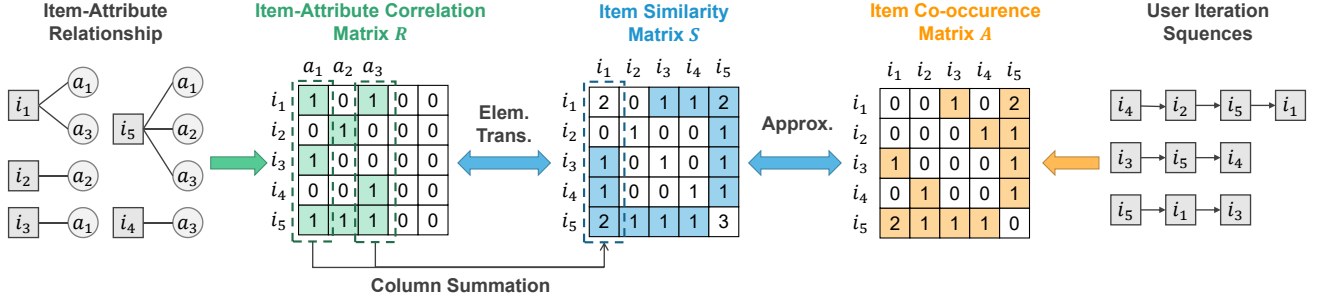 Item-Attribute
Relationship
Item-Attribute Correlation
Matrix R
Item Similarity
Matrix S
Item Co-occurence
Matrix A
User Iteration
Squences
i₁ a₁ a₃
i₂ a₂
i₃ a₁
i₄ a₃
i₅ a₁ a₂ a₃
a₁ a₂ a₃
i₁ 1 0 1 0 0
i₂ 0 1 0 0 0
i₃ 1 0 0 0 0
i₄ 0 0 1 0 0
i₅ 1 1 1 0 0
Elem.
Trans.
i₁ i₂ i₃ i₄ i₅
i₁ 2 0 1 1 2
i₂ 0 1 0 0 1
i₃ 1 0 1 0 1
i₄ 1 0 0 1 1
i₅ 2 1 1 1 3
Column Summation
Approx.
i₁ i₂ i₃ i₄ i₅
i₁ 0 0 1 0 2
i₂ 0 0 0 1 1
i₃ 1 0 0 0 1
i₄ 0 1 0 0 1
i₅ 2 1 1 1 0
i₄ i₂ i₅ i₁
i₃ i₅ i₄
i₅ i₁ i₃